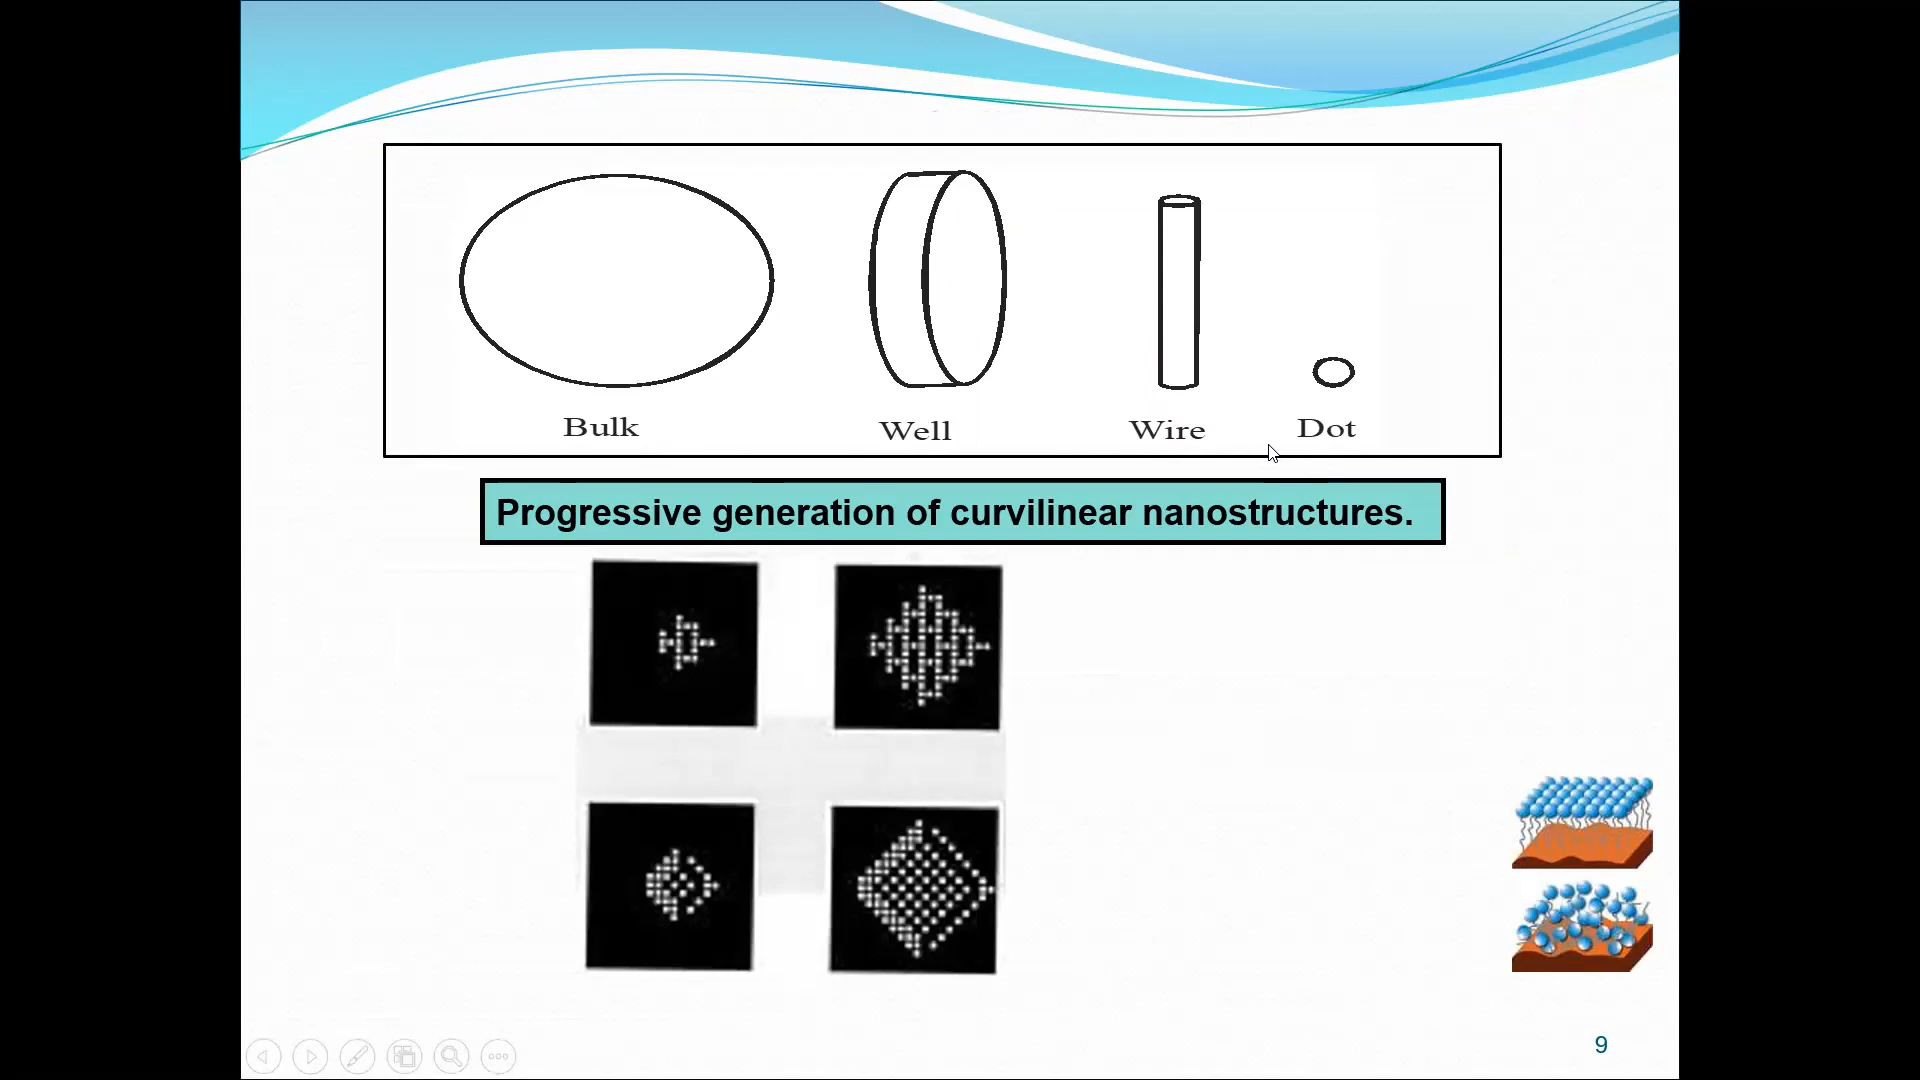 Bulk
Well
Wire
Dot
Progressive generation of curvilinear nanostructures.
9